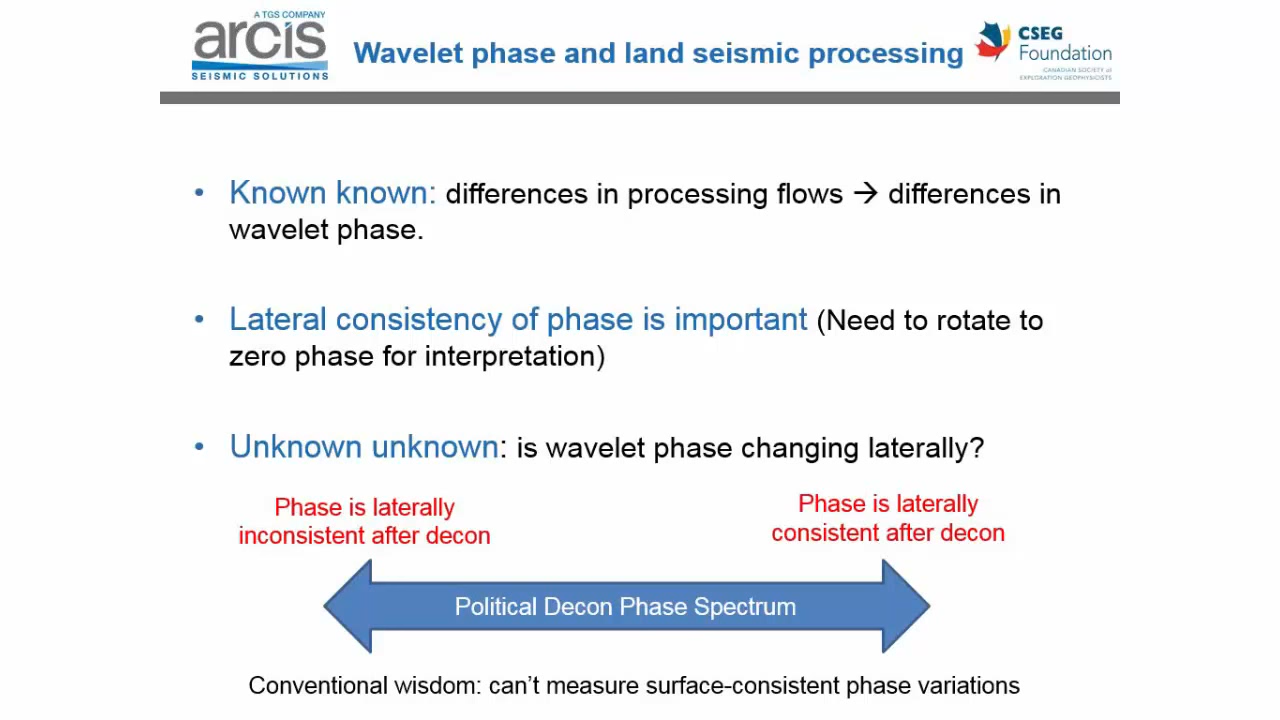 A TGS COMPANY
arcis
SEISMIC SOLUTIONS
Wavelet phase and land seismic processing
CSEG
Foundation
CANADIAN SOCIETY of
EXPLORATION GEOPHYSICISTS
• Known known: differences in processing flows → differences in
wavelet phase.
• Lateral consistency of phase is important (Need to rotate to
zero phase for interpretation)
• Unknown unknown: is wavelet phase changing laterally?
Phase is laterally
inconsistent after decon
Phase is laterally
consistent after decon
Political Decon Phase Spectrum
Conventional wisdom: can't measure surface-consistent phase variations